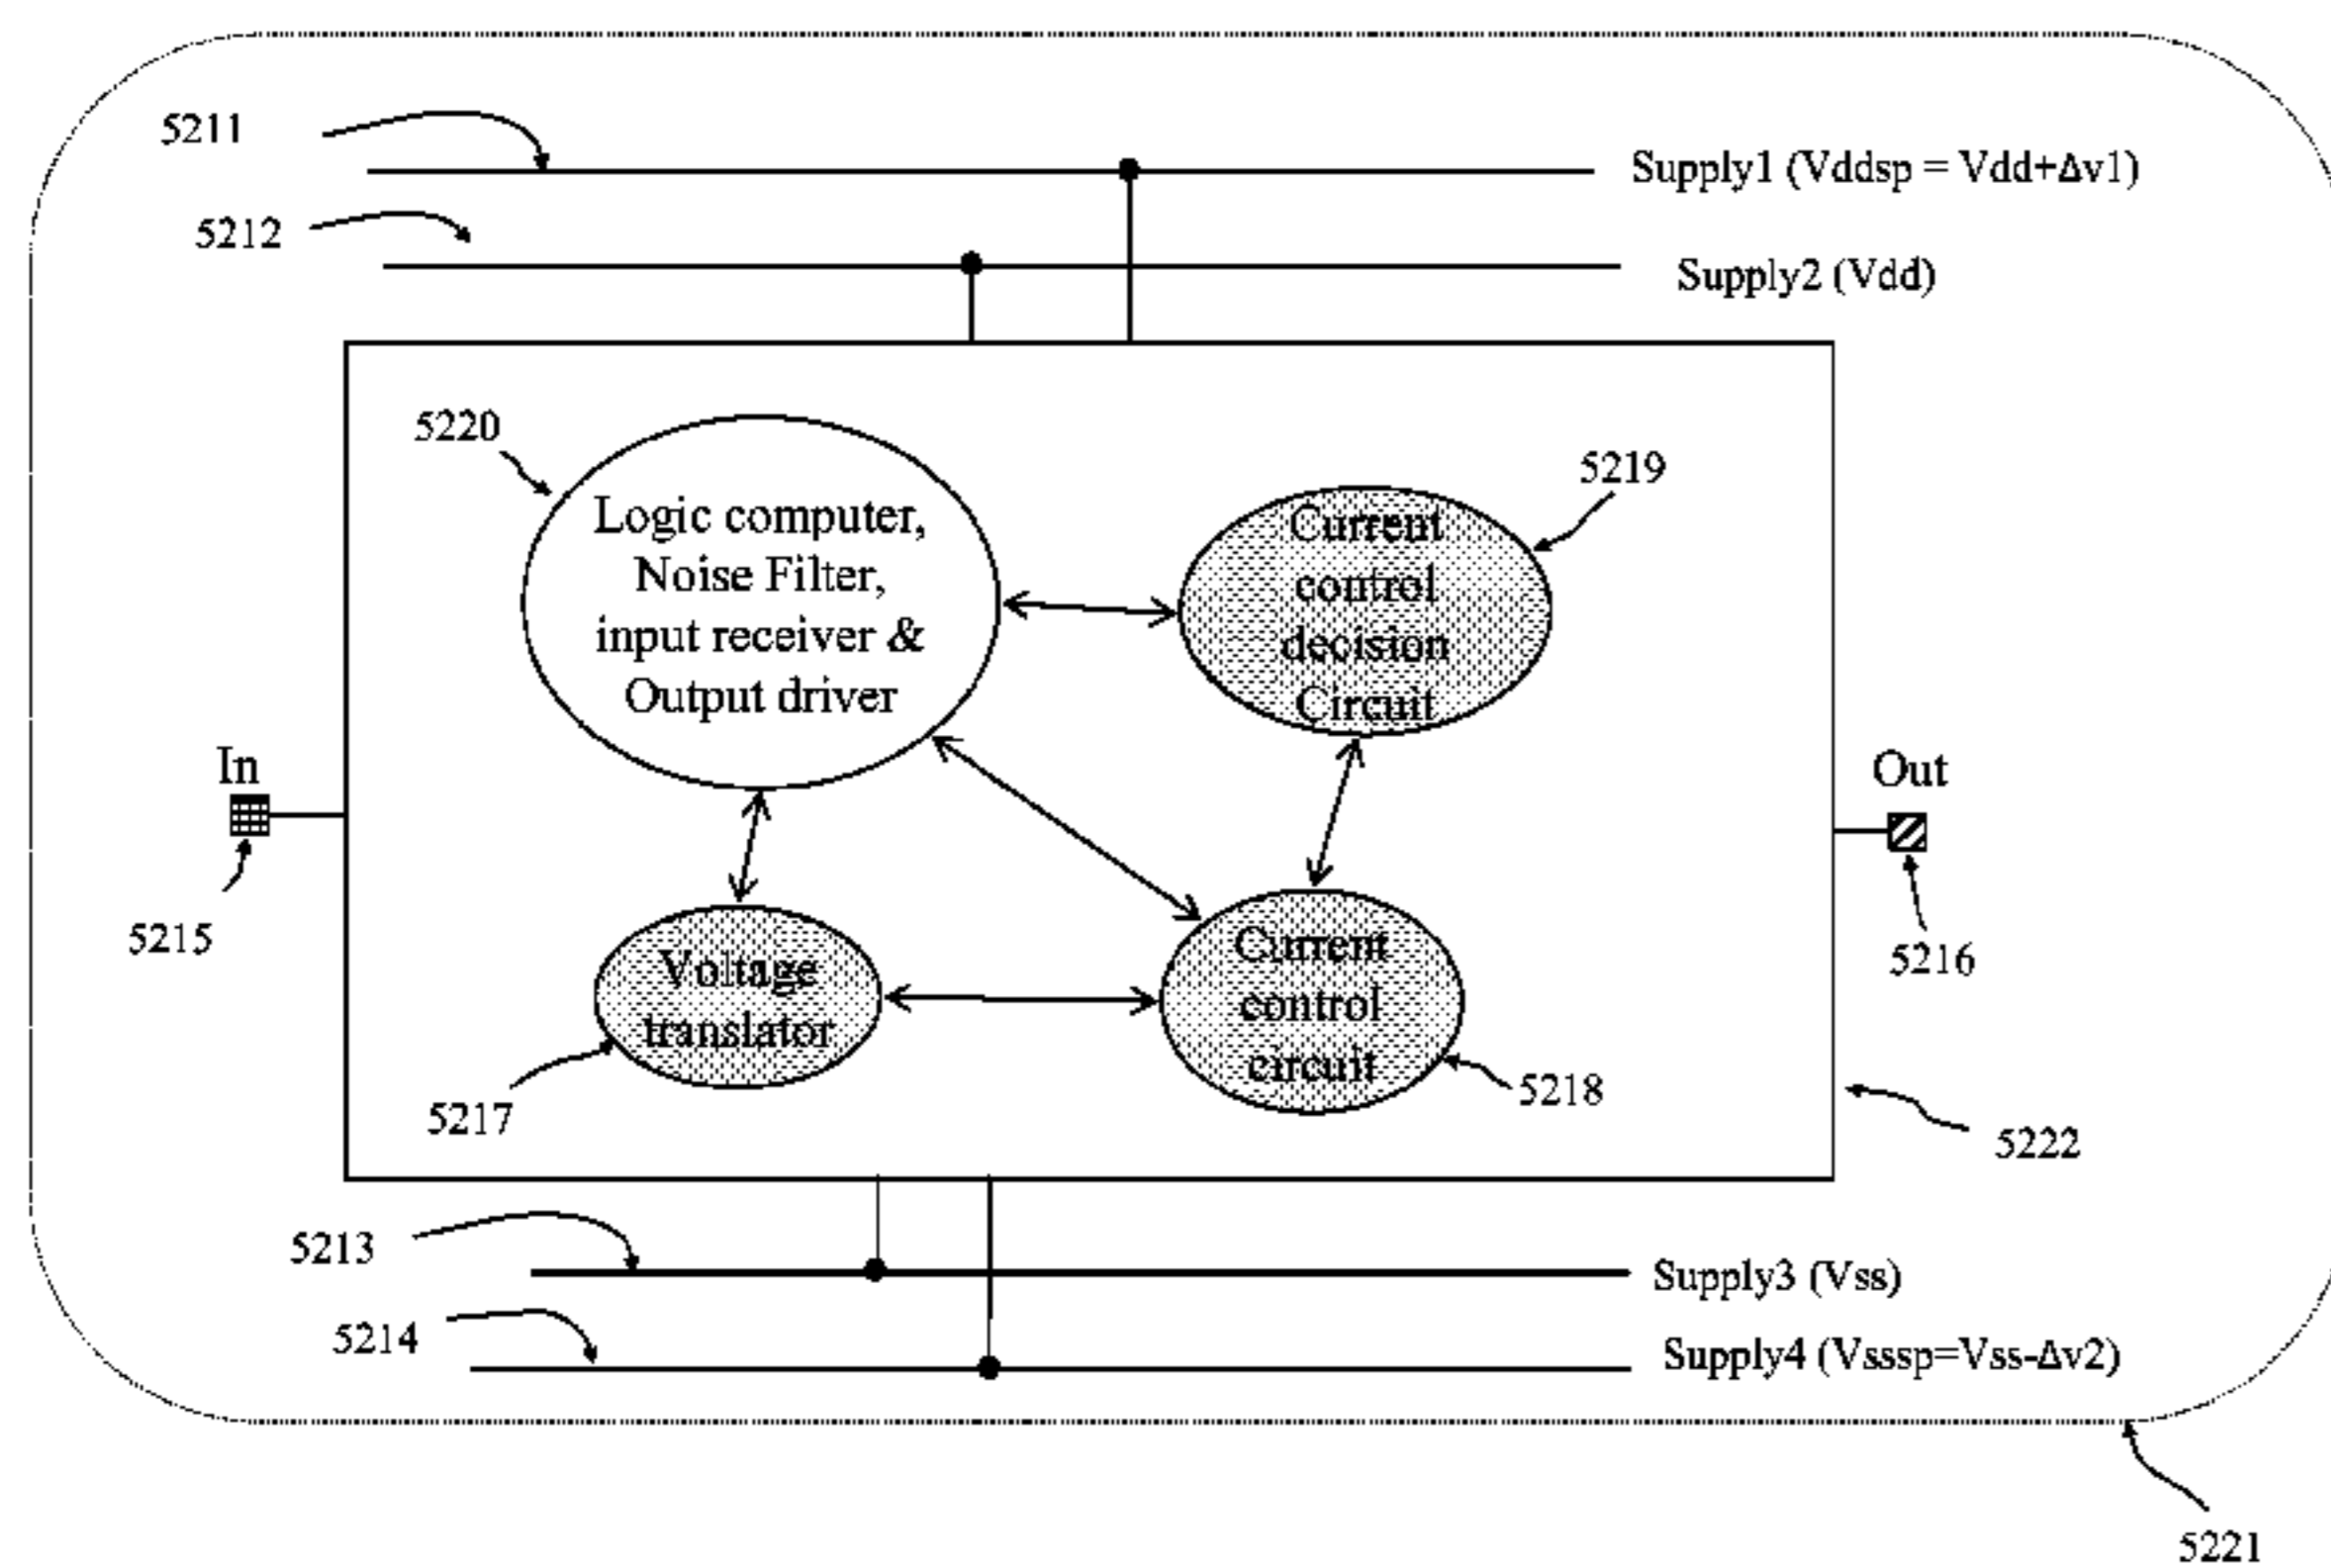 5211
Supply1 (Vddsp = Vdd+Δv1)
5212
Supply2 (Vdd)
5220
5219
Logic computer,
Noise Filter,
input receiver &
Output driver
Current
control
decision
Circuit
In
Out
5215
5216
Voltage
translator
Current
control
circuit
5217
5218
5222
5213
Supply3 (Vss)
5214
Supply4 (Vsssp=Vss-Δv2)
5221